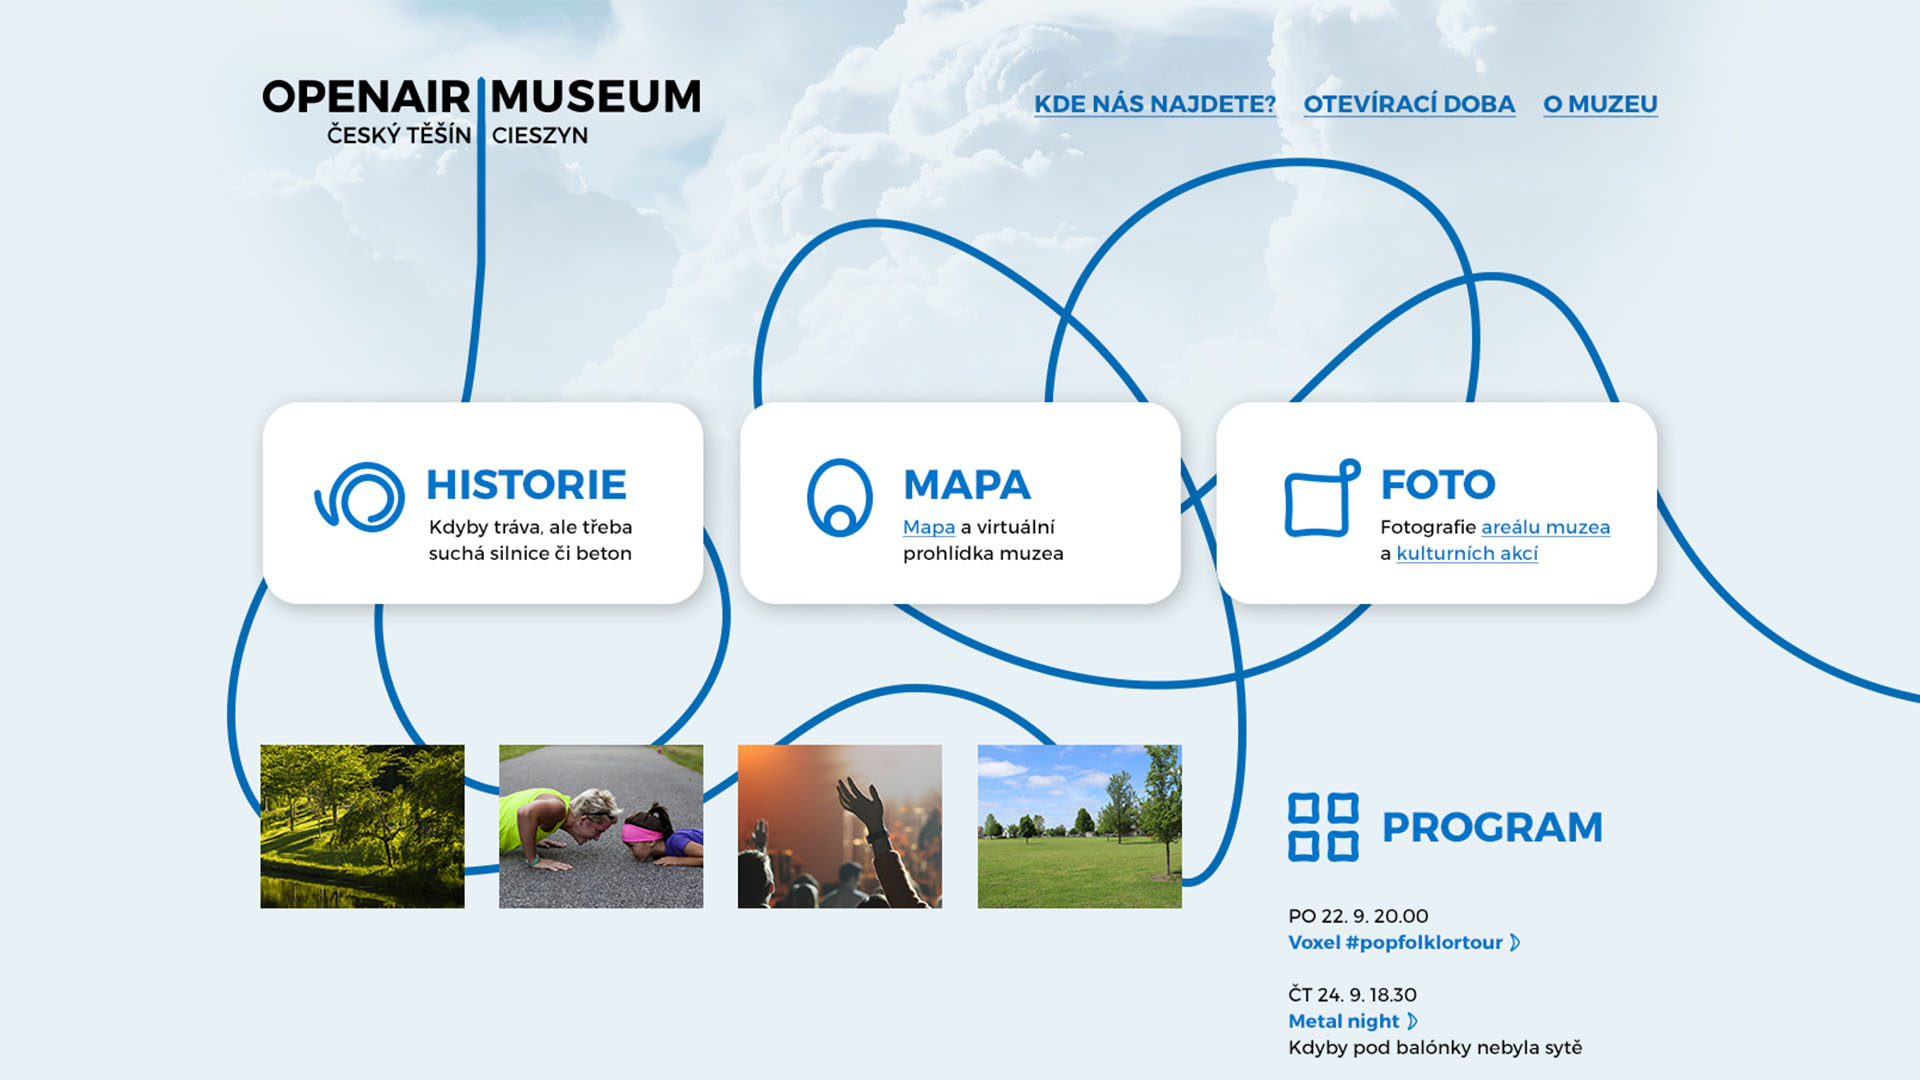 OPENAIR MUSEUM
ČESKÝ TĚŠÍN CIESZYN
KDE NÁS NAJDETE? OTEVÍRACÍ DOBA O MUZEU
HISTORIE
Kdyby tráva, ale třeba
suchá silnice či beton
MAPA
Mapa a virtuální
prohlídka muzea
FOTO
Fotografie areálu muzea
a kulturních akcí
PROGRAM
PO 22. 9. 20.00
Voxel #popfolklortour
ČT 24. 9. 18.30
Metal night
Kdyby pod balónky nebyla sytě